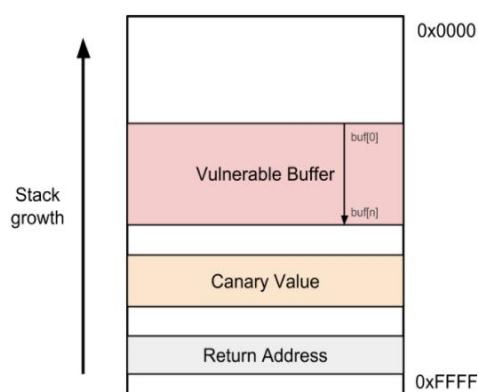 0x0000
buf[0]
Vulnerable Buffer
Stack
growth
buf[n]
Canary Value
Return Address
0xFFFF